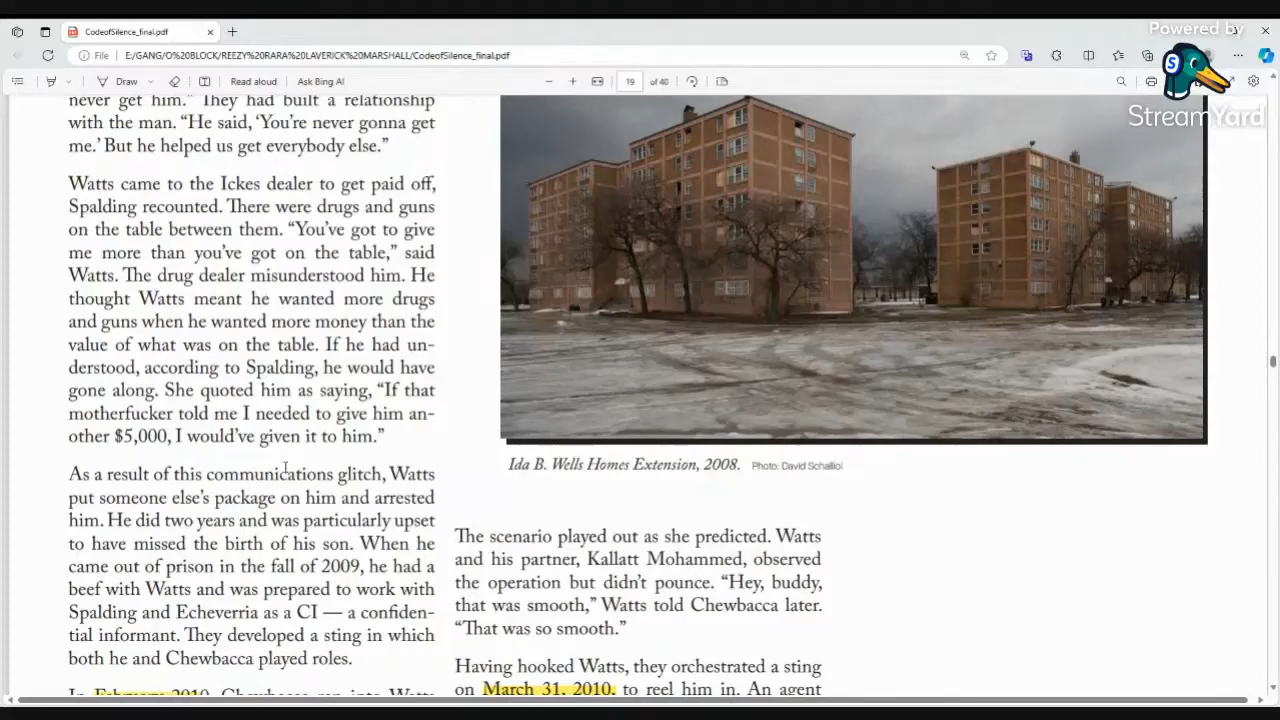 Powered by
CodeofSilence_final.pdf
File
E:/GANG/O%20BLOCK/REEZY%20RARA%20LAVERICK%20MARSHALL/CodeofSilence_final.pdf
Draw
Read aloud
Ask Bing AI
19
of 40
StreamYard
never get him.” They had built a relationship
with the man. “He said, ‘You’re never gonna get
me.’ But he helped us get everybody else.”
Watts came to the Ickes dealer to get paid off,
Spalding recounted. There were drugs and guns
on the table between them. “You’ve got to give
me more than you’ve got on the table,” said
Watts. The drug dealer misunderstood him. He
thought Watts meant he wanted more drugs
and guns when he wanted more money than the
value of what was on the table. If he had un-
derstood, according to Spalding, he would have
gone along. She quoted him as saying, “If that
motherfucker told me I needed to give him an-
other $5,000, I would’ve given it to him.”
As a result of this communications glitch, Watts
put someone else’s package on him and arrested
him. He did two years and was particularly upset
to have missed the birth of his son. When he
came out of prison in the fall of 2009, he had a
beef with Watts and was prepared to work with
Spalding and Echeverria as a CI — a confiden-
tial informant. They developed a sting in which
both he and Chewbacca played roles.
In February 2010, Chewbacca ran into Watts
Ida B. Wells Homes Extension, 2008. Photo: David Schalliol
The scenario played out as she predicted. Watts
and his partner, Kallatt Mohammed, observed
the operation but didn’t pounce. “Hey, buddy,
that was smooth,” Watts told Chewbacca later.
“That was so smooth.”
Having hooked Watts, they orchestrated a sting
on March 31, 2010, to reel him in. An agent